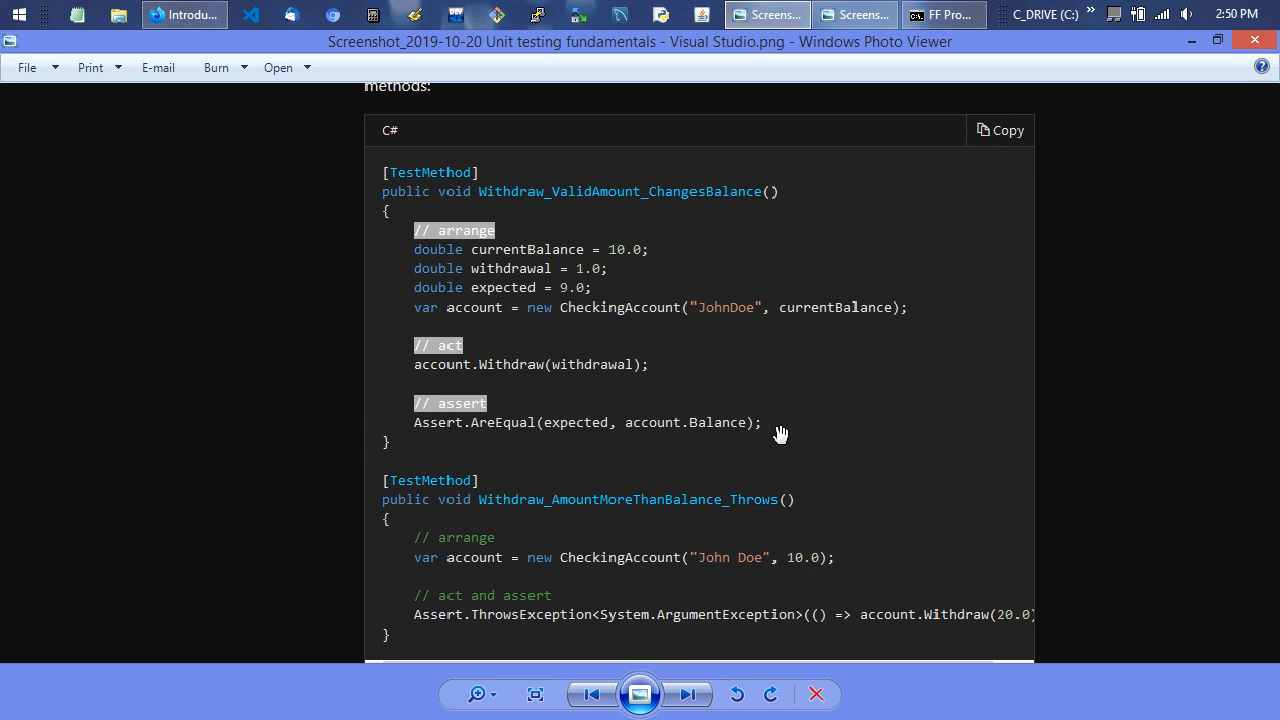 Introdu...
Screens...
Screens...
FF Pro...
C_DRIVE (C:)
»
2:50 PM
Screenshot_2019-10-20 Unit testing fundamentals - Visual Studio.png - Windows Photo Viewer
File Print E-mail Burn Open
methods:
C# Copy
[TestMethod]
public void Withdraw_ValidAmount_ChangesBalance()
{
// arrange
double currentBalance = 10.0;
double withdrawal = 1.0;
double expected = 9.0;
var account = new CheckingAccount("JohnDoe", currentBalance);
// act
account.Withdraw(withdrawal);
// assert
Assert.AreEqual(expected, account.Balance);
}
[TestMethod]
public void Withdraw_AmountMoreThanBalance_Throws()
{
// arrange
var account = new CheckingAccount("John Doe", 10.0);
// act and assert
Assert.ThrowsException<System.ArgumentException>(() => account.Withdraw(20.0)
}